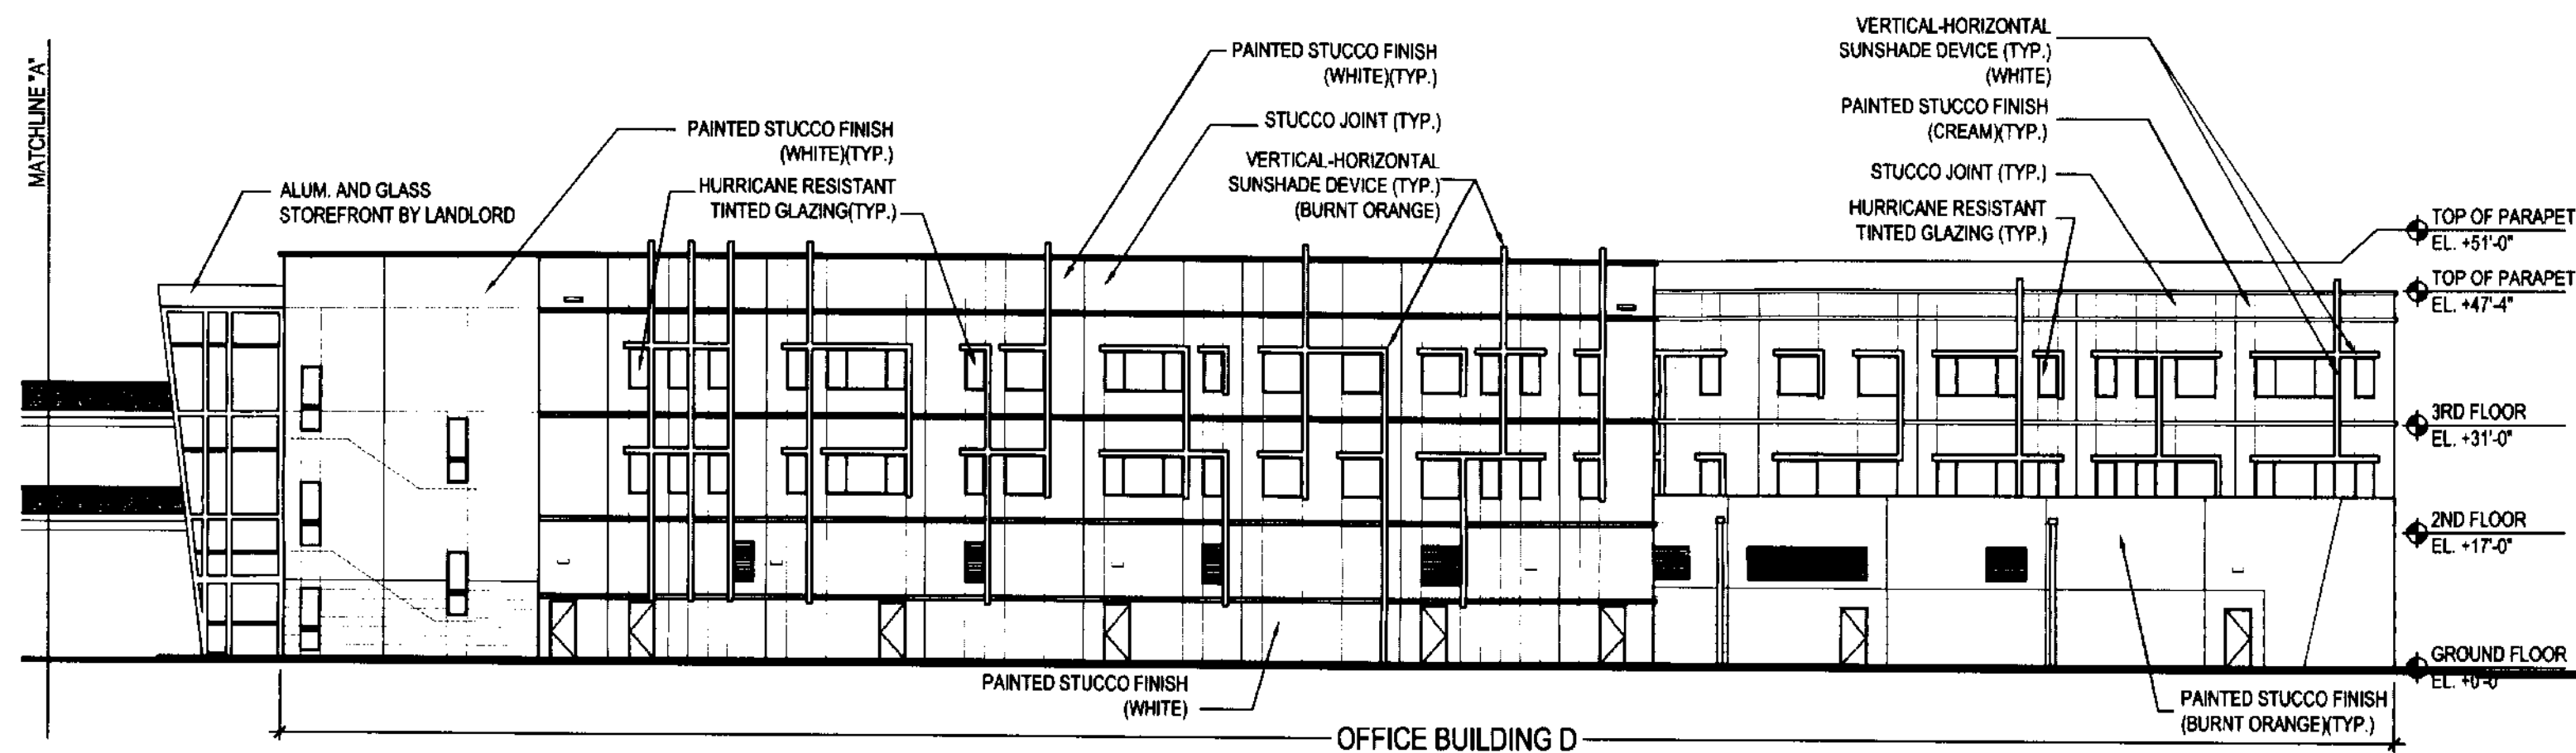 MATCHLINE "A"
ALUM. AND GLASS
STOREFRONT BY LANDLORD
PAINTED STUCCO FINISH
(WHITE)(TYP.)
HURRICANE RESISTANT
TINTED GLAZING(TYP.)
PAINTED STUCCO FINISH
(WHITE)(TYP.)
STUCCO JOINT (TYP.)
VERTICAL-HORIZONTAL
SUNSHADE DEVICE (TYP.)
(BURNT ORANGE)
VERTICAL-HORIZONTAL
SUNSHADE DEVICE (TYP.)
(WHITE)
PAINTED STUCCO FINISH
(CREAM)(TYP.)
STUCCO JOINT (TYP.)
HURRICANE RESISTANT
TINTED GLAZING (TYP.)
TOP OF PARAPET
EL. +51'-0"
TOP OF PARAPET
EL. +47'-4"
3RD FLOOR
EL. +31'-0"
2ND FLOOR
EL. +17'-0"
GROUND FLOOR
EL. +0'-0"
PAINTED STUCCO FINISH
(WHITE)
PAINTED STUCCO FINISH
(BURNT ORANGE)(TYP.)
OFFICE BUILDING D